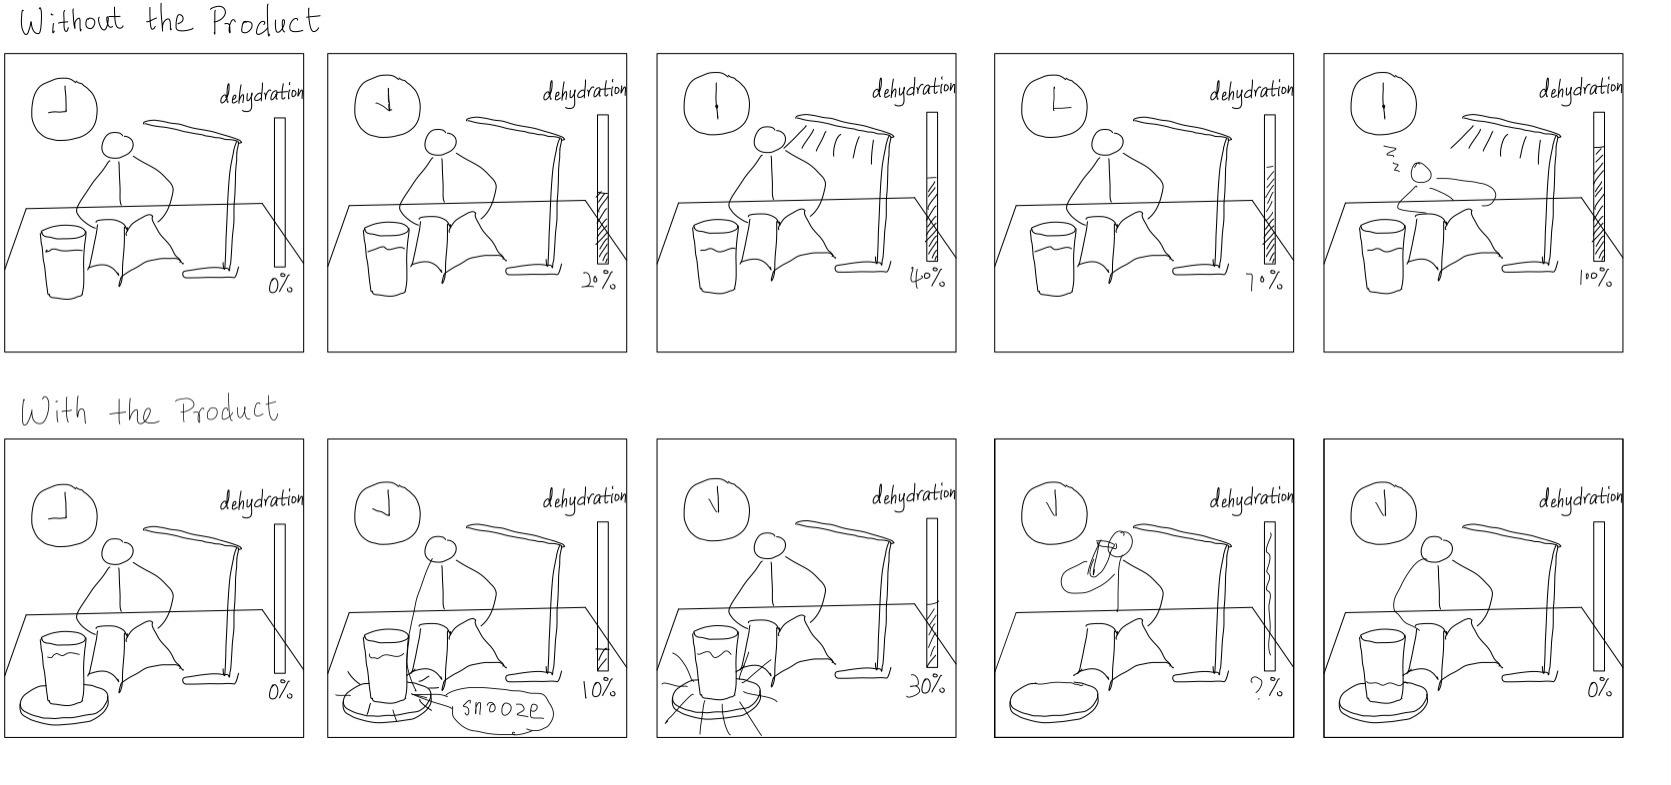 Without the Product
dehydration
0%
dehydration
20%
dehydration
40%
dehydration
70%
dehydration
100%
z
z
With the Product
dehydration
0%
dehydration
10%
snooze
dehydration
30%
dehydration
?%
dehydration
0%